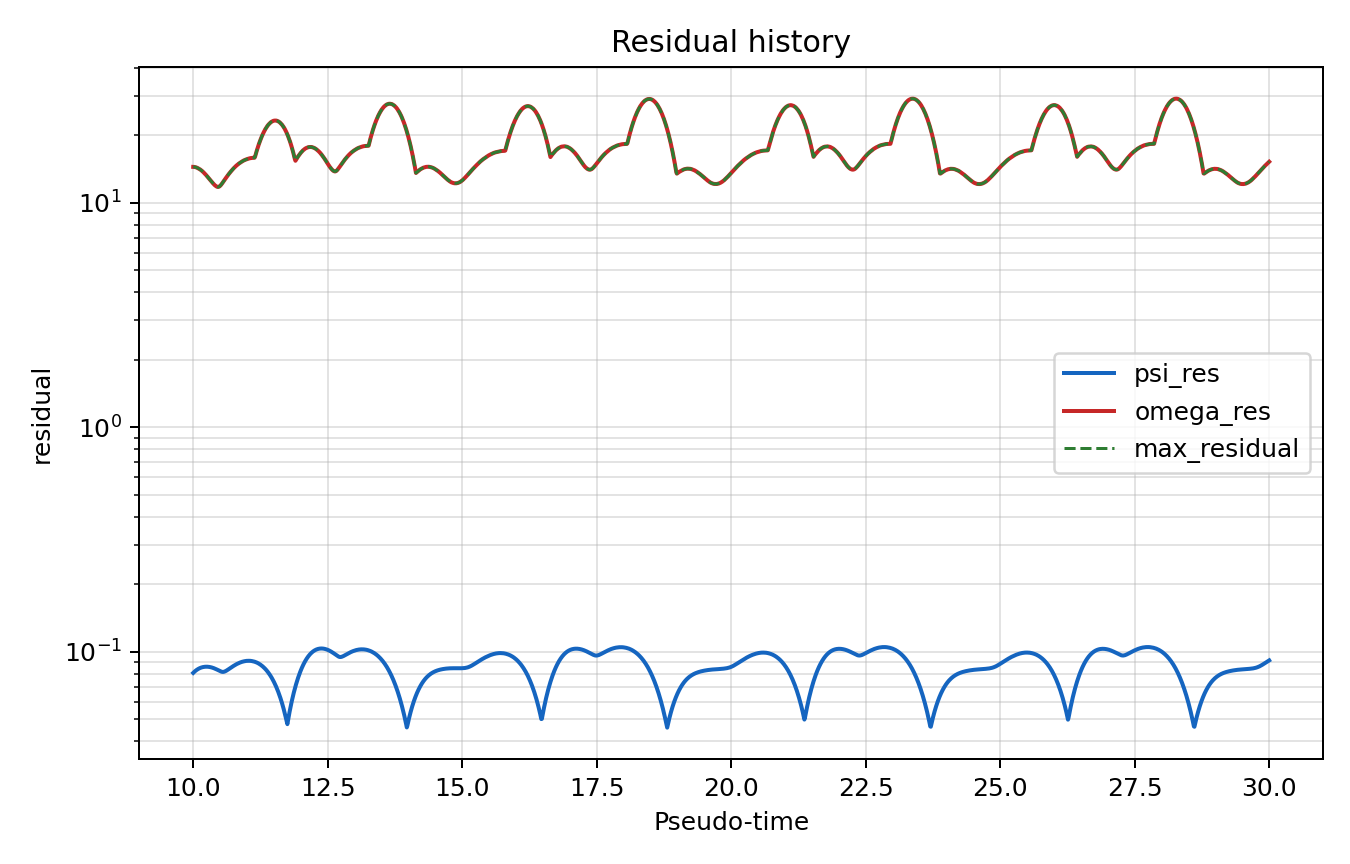 Residual history
residual
10¹
10⁰
10⁻¹
psi_res
omega_res
max_residual
10.0 12.5 15.0 17.5 20.0 22.5 25.0 27.5 30.0
Pseudo-time